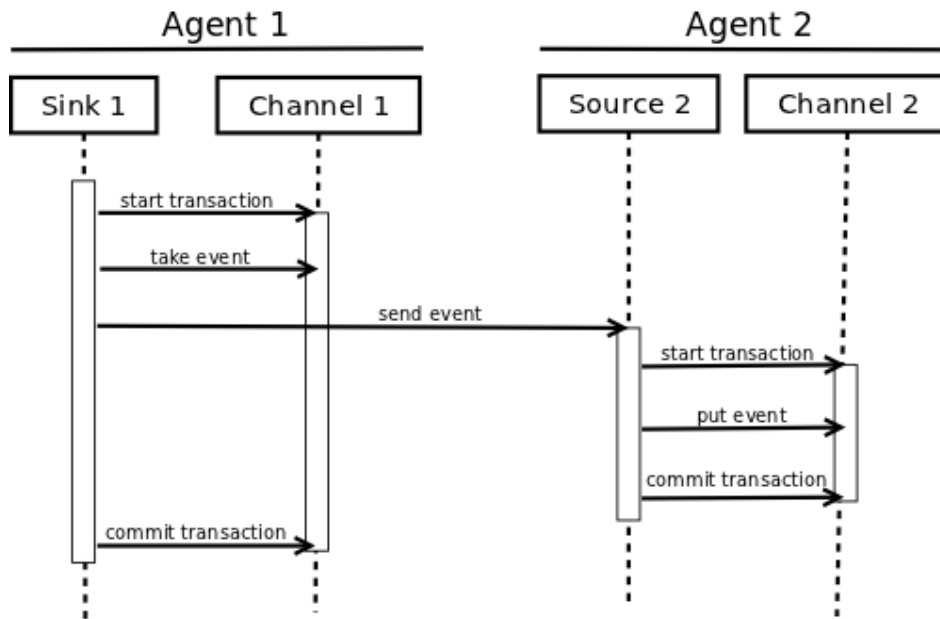 Agent 1
Agent 2
Sink 1
Channel 1
Source 2
Channel 2
start transaction
take event
send event
start transaction
put event
commit transaction
commit transaction